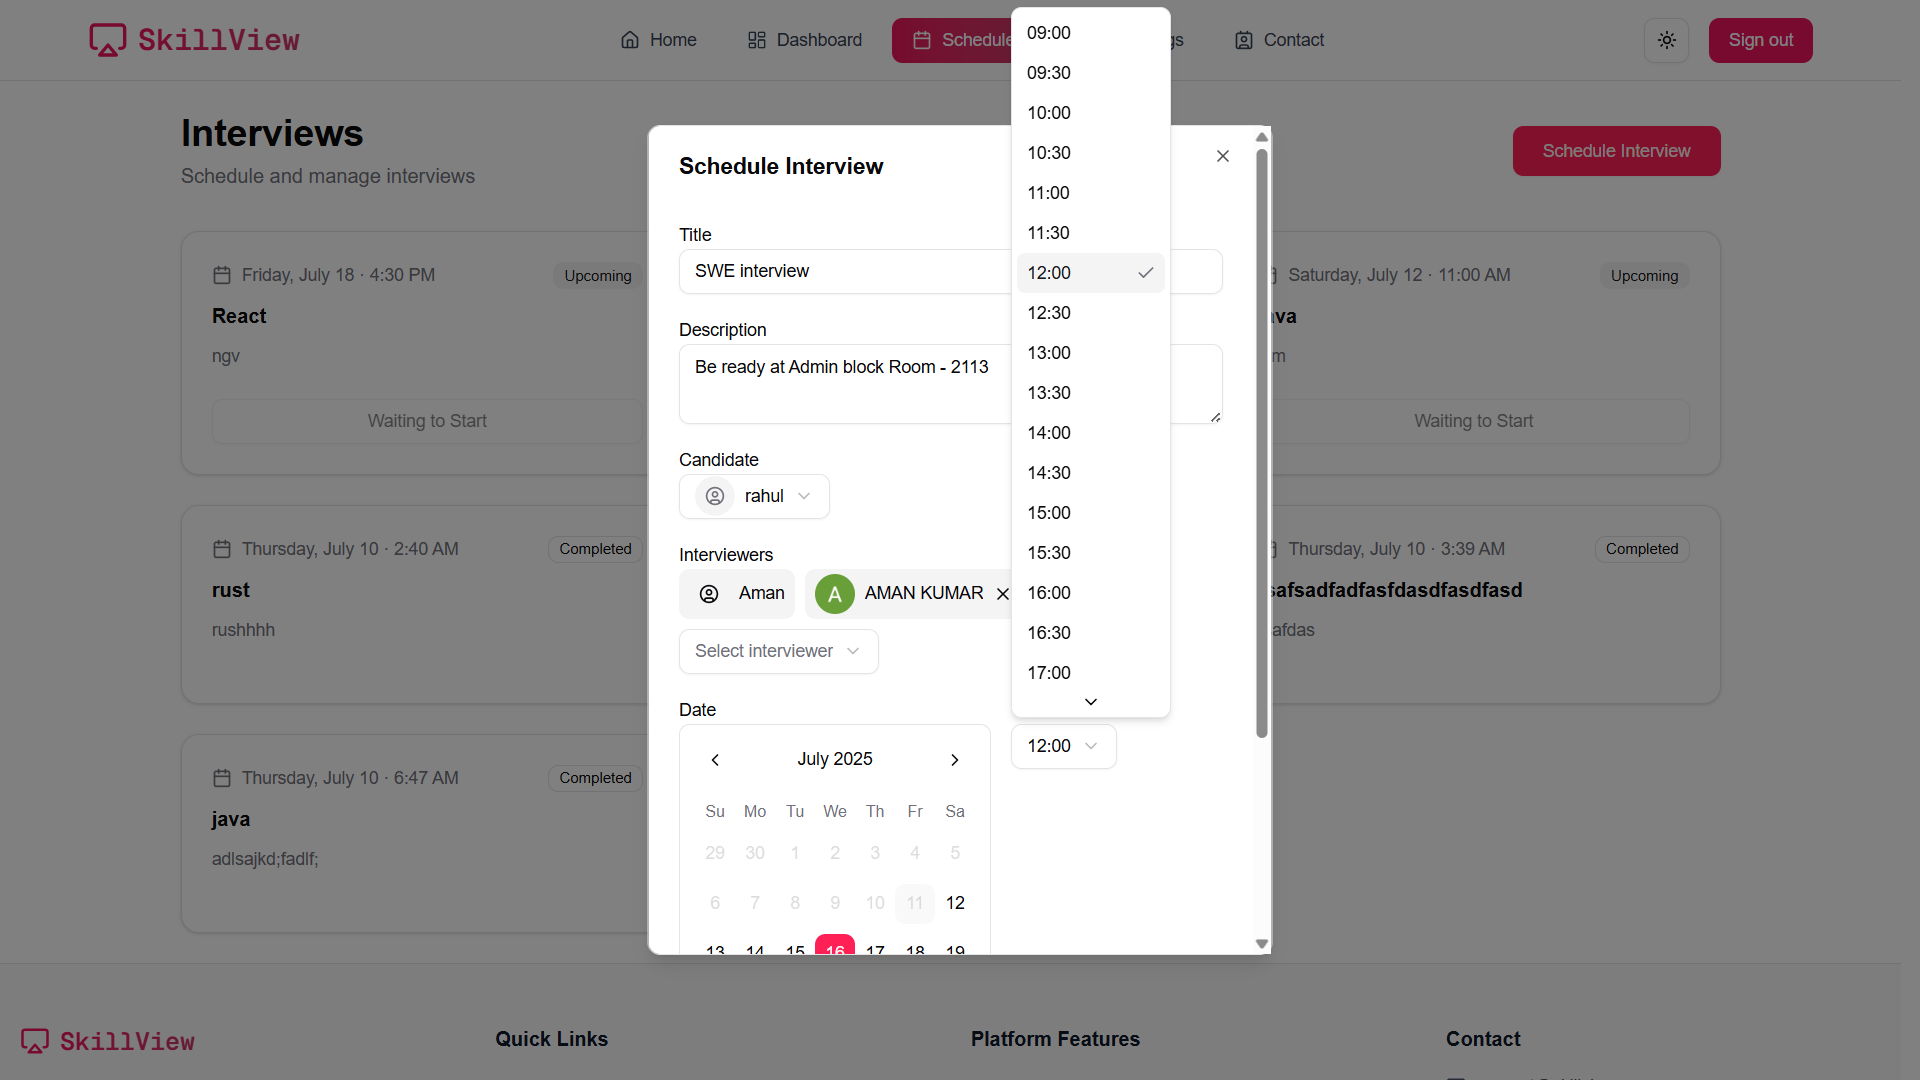 SkillView
Home
Dashboard
Schedule
gs
Contact
Sign out
Interviews
Schedule and manage interviews
Schedule Interview
Friday, July 18 · 4:30 PM
Upcoming
React
ngv
Waiting to Start
Saturday, July 12 · 11:00 AM
Upcoming
va
m
Waiting to Start
Thursday, July 10 · 2:40 AM
Completed
rust
rushhhh
Thursday, July 10 · 3:39 AM
Completed
safsadfadfasfdasdfasdfasd
afdas
Thursday, July 10 · 6:47 AM
Completed
java
adlsajkd;fadlf;
Schedule Interview
Title
SWE interview
Description
Be ready at Admin block Room - 2113
Candidate
rahul
Interviewers
Aman
A AMAN KUMAR
Select interviewer
Date
July 2025
Su Mo Tu We Th Fr Sa
29 30 1 2 3 4 5
6 7 8 9 10 11 12
13 14 15 16 17 18 19
09:00
09:30
10:00
10:30
11:00
11:30
12:00
12:30
13:00
13:30
14:00
14:30
15:00
15:30
16:00
16:30
17:00
12:00
SkillView
Quick Links
Platform Features
Contact